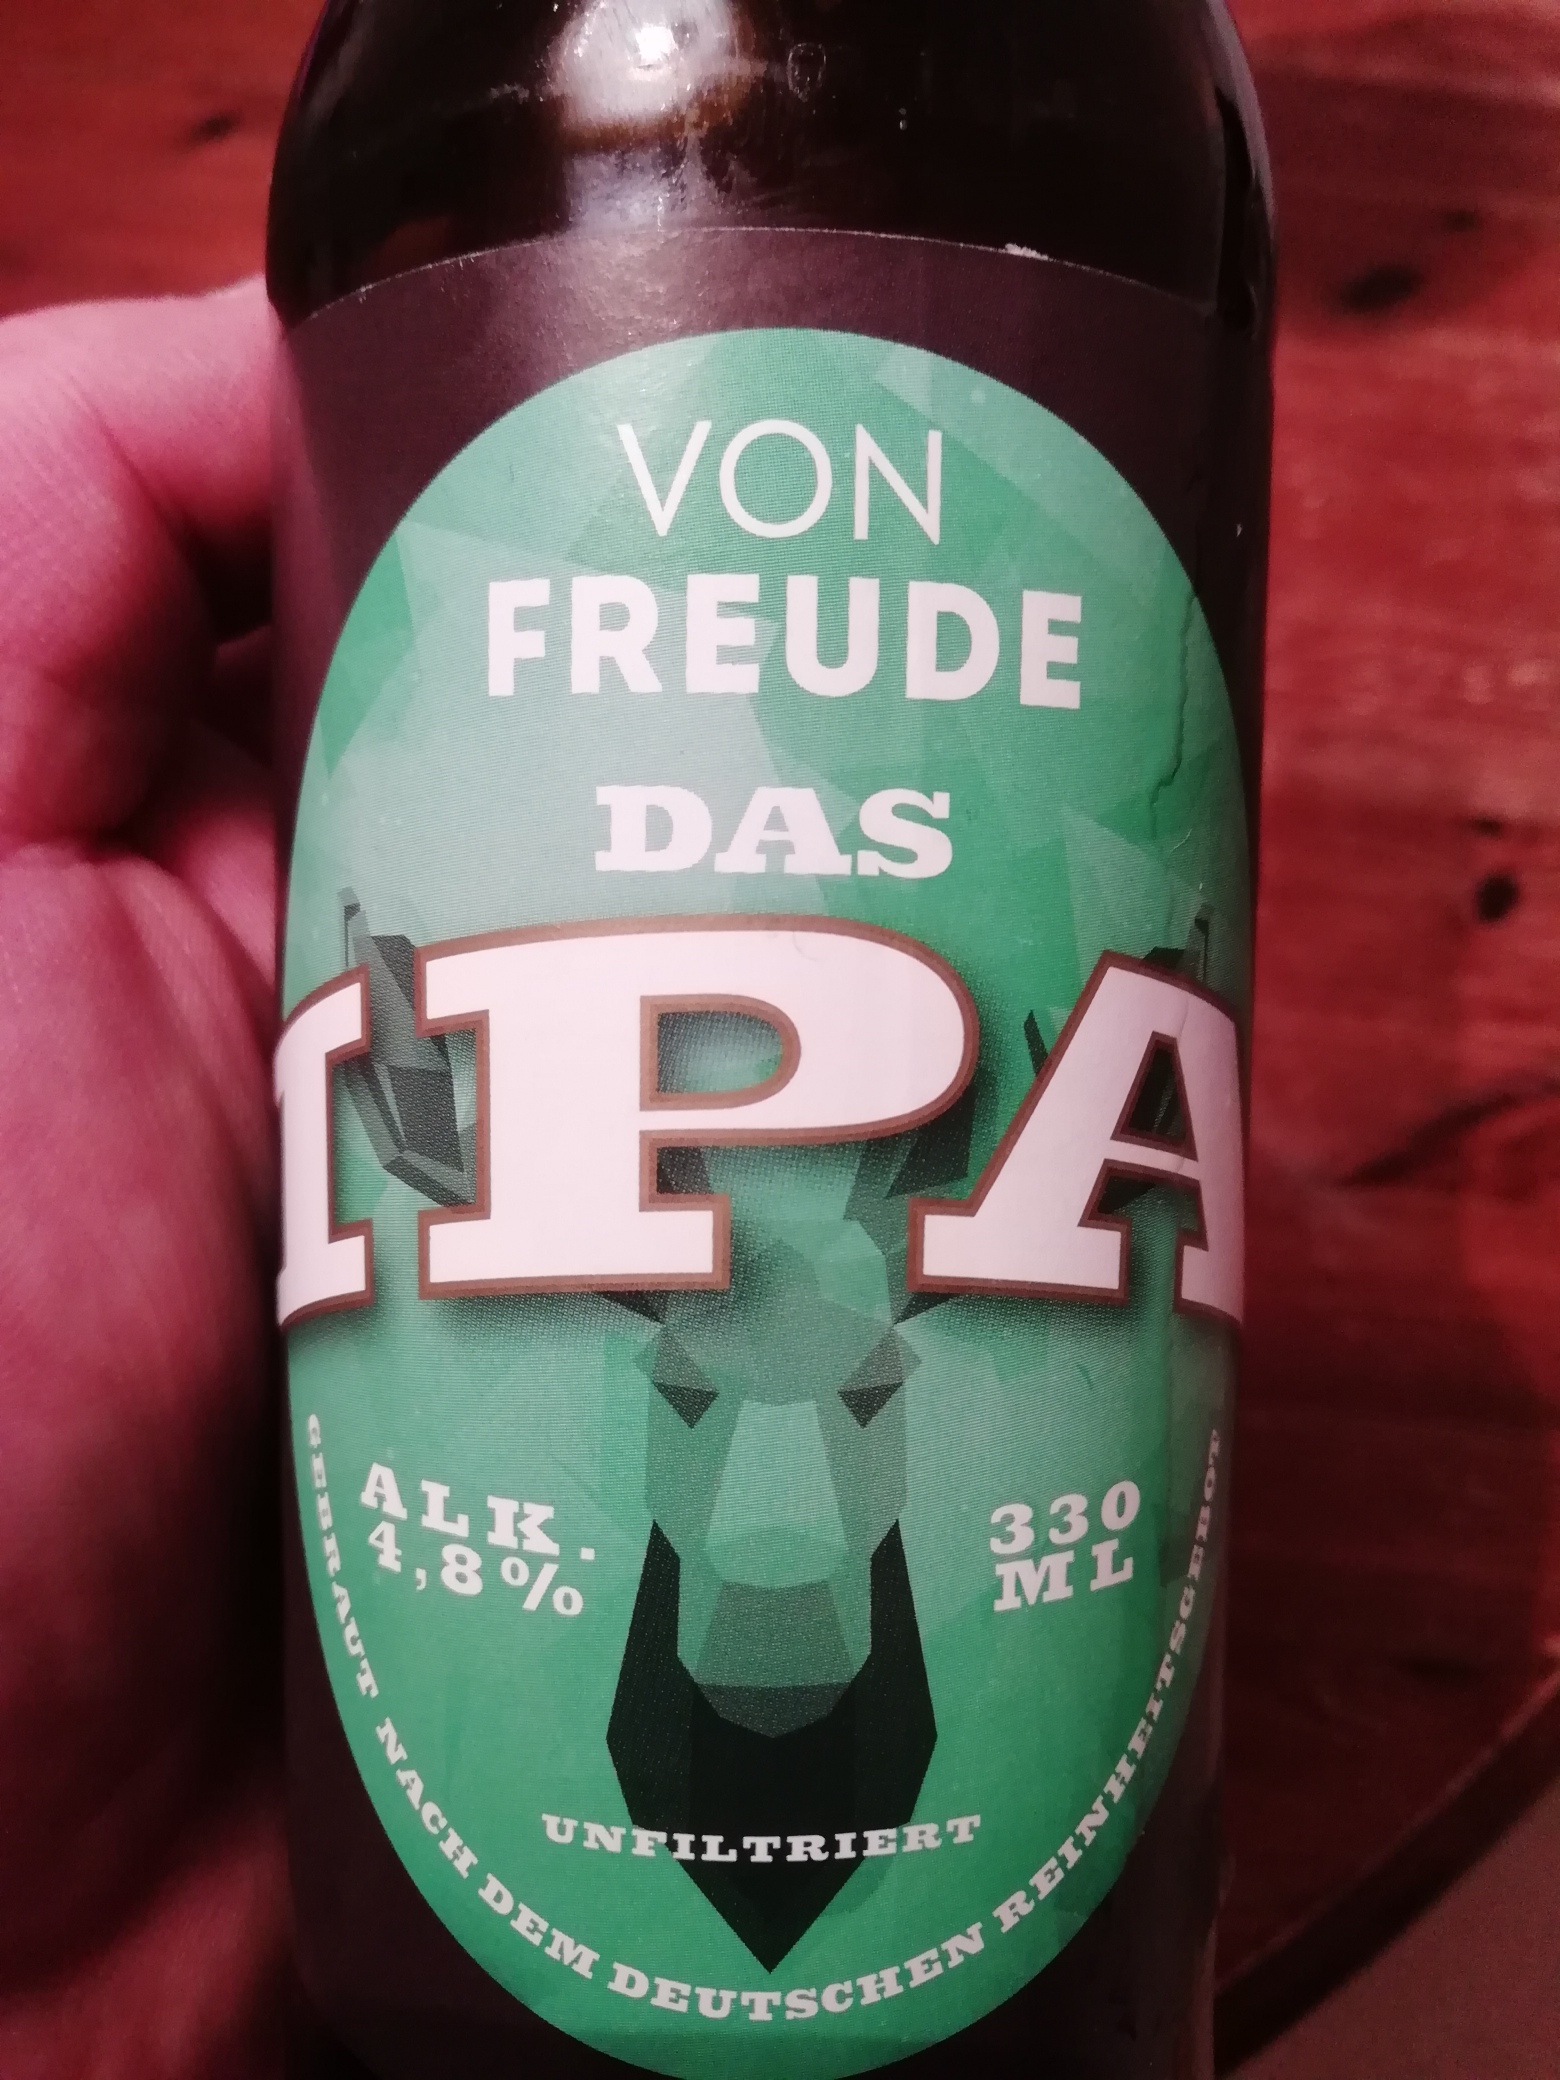 VON
FREUDE
DAS
IPA
ALK.
4,8%
330
ML
UNFILTRIERT
GEBRAUT NACH DEM DEUTSCHEN REINHEITSGEBOT